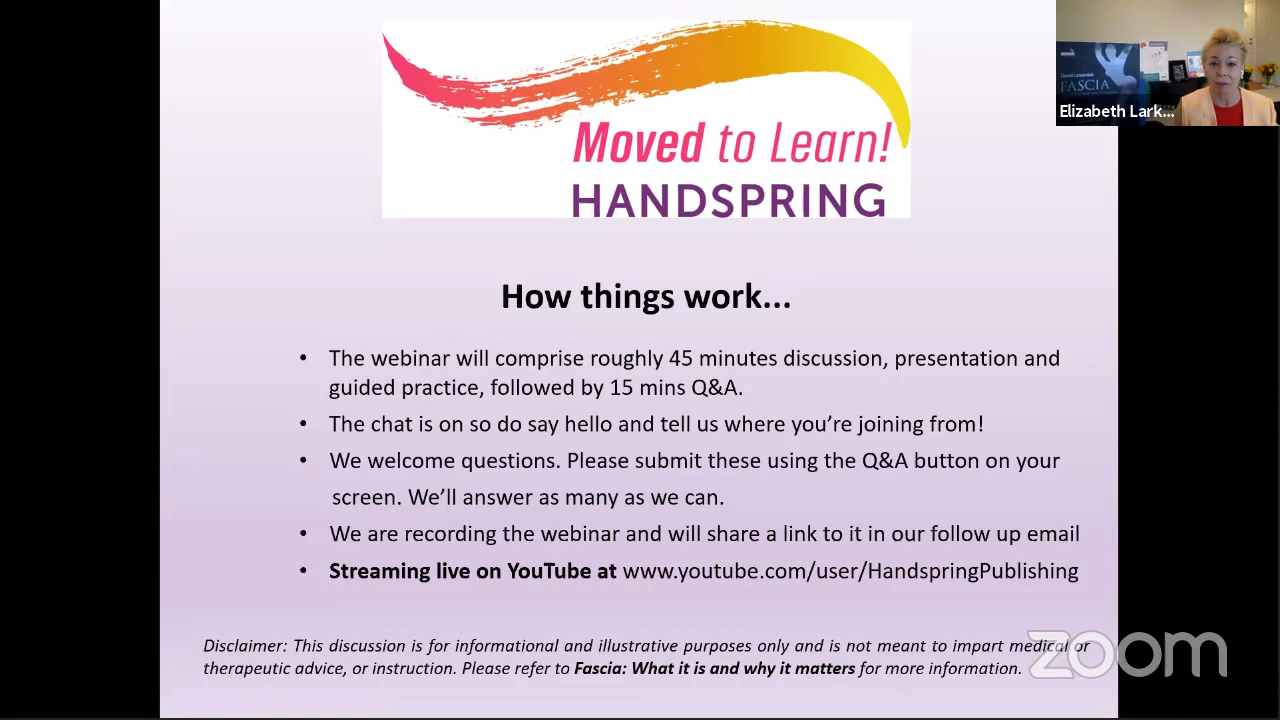 Moved to Learn!
HANDSPRING
David Lesondak
FASCIA
Elizabeth Lark...
How things work...
• The webinar will comprise roughly 45 minutes discussion, presentation and
guided practice, followed by 15 mins Q&A.
• The chat is on so do say hello and tell us where you’re joining from!
• We welcome questions. Please submit these using the Q&A button on your
screen. We’ll answer as many as we can.
• We are recording the webinar and will share a link to it in our follow up email
• Streaming live on YouTube at www.youtube.com/user/HandspringPublishing
Disclaimer: This discussion is for informational and illustrative purposes only and is not meant to impart medical or
therapeutic advice, or instruction. Please refer to Fascia: What it is and why it matters for more information.
zoom